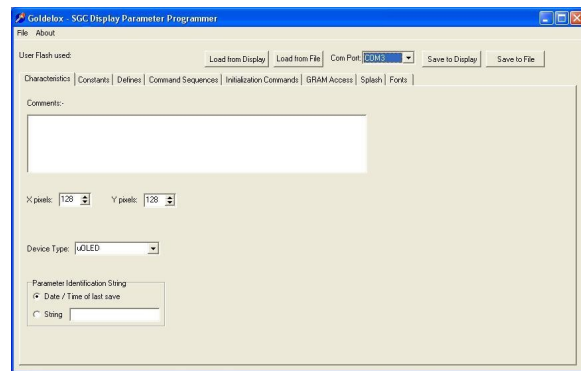 Goldelox - SGC Display Parameter Programmer
File About
User Flash used: Load from Display Load from File Com Port: COM3 Save to Display Save to File
Characteristics Constants Defines Command Sequences Initialization Commands GRAM Access Splash Fonts
Comments:-
X pixels: 128 Y pixels: 128
Device Type: uOLED
Parameter Identification String
Date / Time of last save
String